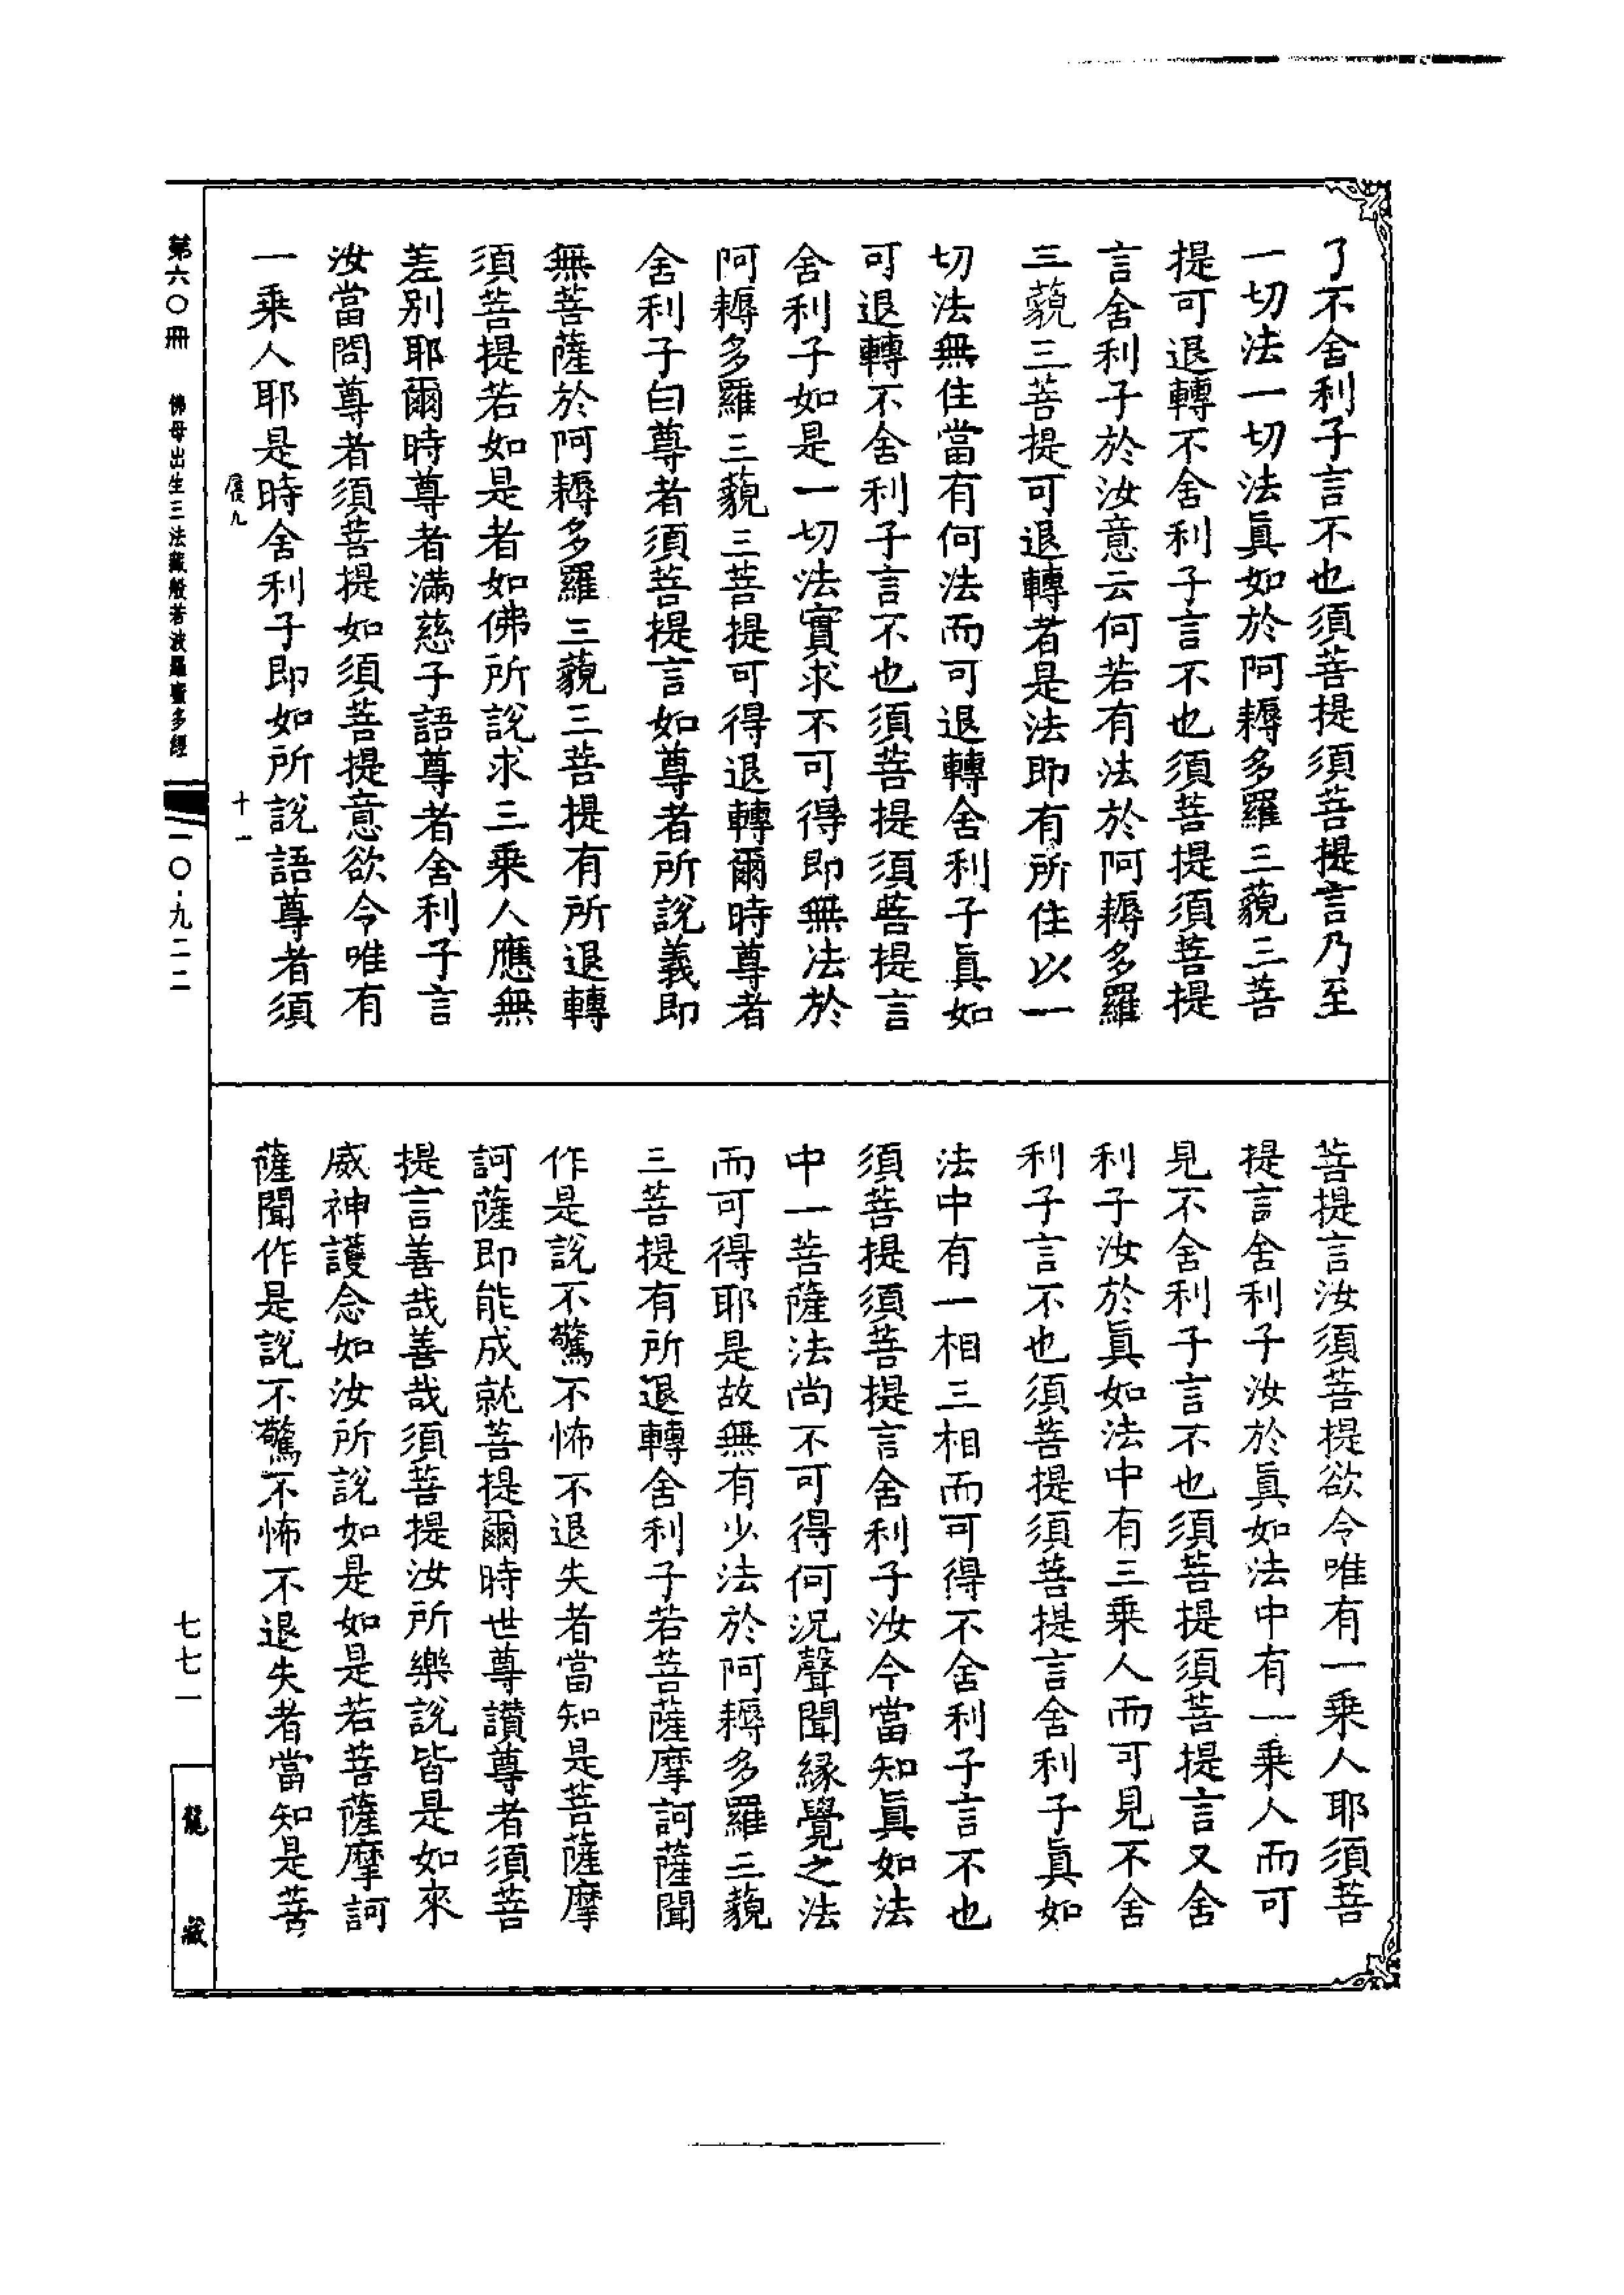 了不舍利子言不也須菩提須菩提言乃至
一切法一切法眞如於阿耨多羅三藐三菩
提可退轉不舍利子言不也須菩提須菩提
言舍利子於汝意云何若有法於阿耨多羅
三藐三菩提可退轉者是法即有所住以一
切法無住當有何法而可退轉舍利子眞如
可退轉不舍利子言不也須菩提須菩提言
舍利子如是一切法實求不可得即無法於
阿耨多羅三藐三菩提可得退轉爾時尊者
舍利子白尊者須菩提言如尊者所說義即
無菩薩於阿耨多羅三藐三菩提有所退轉
須菩提若如是者如佛所說求三乘人應無
差別耶爾時尊者滿慈子語尊者舍利子言
汝當問尊者須菩提如須菩提意欲令唯有
一乘人耶是時舍利子即如所說語尊者須
菩提言汝須菩提欲令唯有一乘人耶須菩
提言舍利子汝於眞如法中有一乘人而可
見不舍利子言不也須菩提須菩提言又舍
利子汝於眞如法中有三乘人而可見不舍
利子言不也須菩提須菩提言舍利子眞如
法中有一相三相而可得不舍利子言不也
須菩提須菩提言舍利子汝今當知眞如法
中一菩薩法尚不可得何況聲聞緣覺之法
而可得耶是故無有少法於阿耨多羅三藐
三菩提有所退轉舍利子若菩薩摩訶薩聞
作是說不驚不怖不退失者當知是菩薩摩
訶薩即能成就菩提爾時世尊讚尊者須菩
提言善哉善哉須菩提汝所樂說皆是如來
威神護念如汝所說如是如是若菩薩摩訶
薩聞作是說不驚不怖不退失者當知是菩
九 十一
第六〇冊 佛母出生三法藏般若波羅蜜多經 一〇·九二二
七七一
龍藏